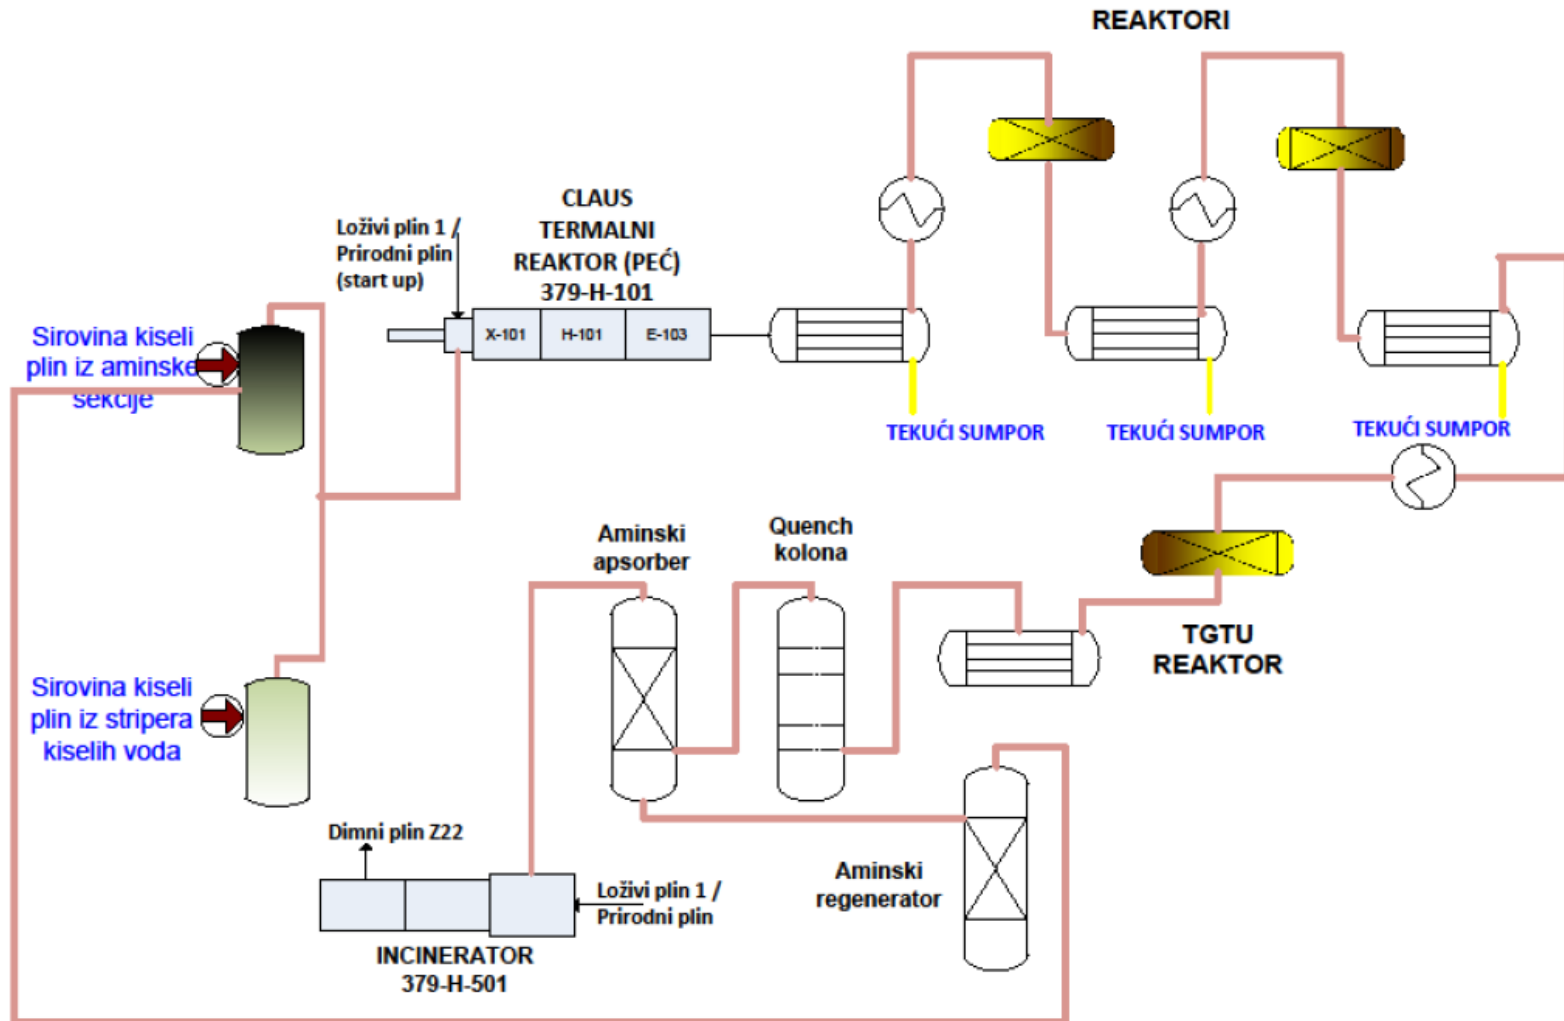 REAKTORI
CLAUS
TERMALNI
REAKTOR (PEĆ)
379-H-101
Loživi plin 1 /
Prirodni plin
(start up)
X-101
H-101
E-103
Sirovina kiseli
plin iz aminske
sekcije
TEKUĆI SUMPOR
TEKUĆI SUMPOR
TEKUĆI SUMPOR
Aminski
apsorber
Quench
kolona
TGTU
REAKTOR
Sirovina kiseli
plin iz stripera
kiselih voda
Dimni plin Z22
Loživi plin 1 /
Prirodni plin
Aminski
regenerator
INCINERATOR
379-H-501